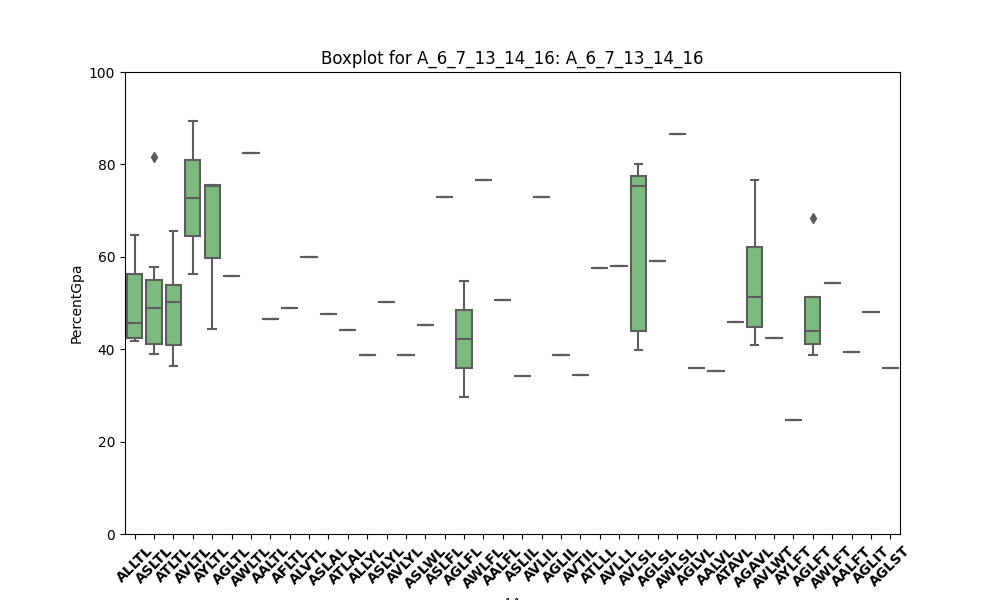 Boxplot for A_6_7_13_14_16: A_6_7_13_14_16
100
80
60
40
20
0
PercentGpa
ALLTL ASLTL ATLTL AVLTL AYLTL AGLTL AWLTL AALTL AFLTL ALVTL ASLAL ATLAL ALLYL ASLYL AVLYL ASLWL ASLFL AGLFL AWLFL AALFL ASLIL AVLIL AGLIL AVTIL ATLLL AVLLL AVLSL AGLSL AWLSL AGLVL AALVL ATAVL AGAVL AVLWT AYLFT AGLFT AWLFT AALFT AGLIT AGLST